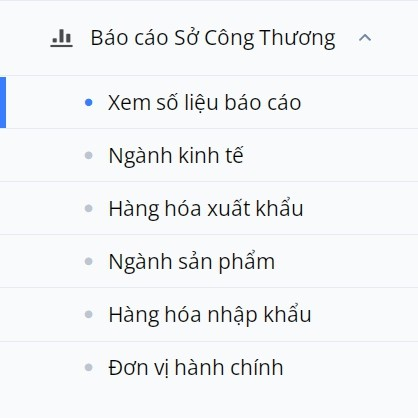 Báo cáo Sở Công Thương
Xem số liệu báo cáo
Ngành kinh tế
Hàng hóa xuất khẩu
Ngành sản phẩm
Hàng hóa nhập khẩu
Đơn vị hành chính